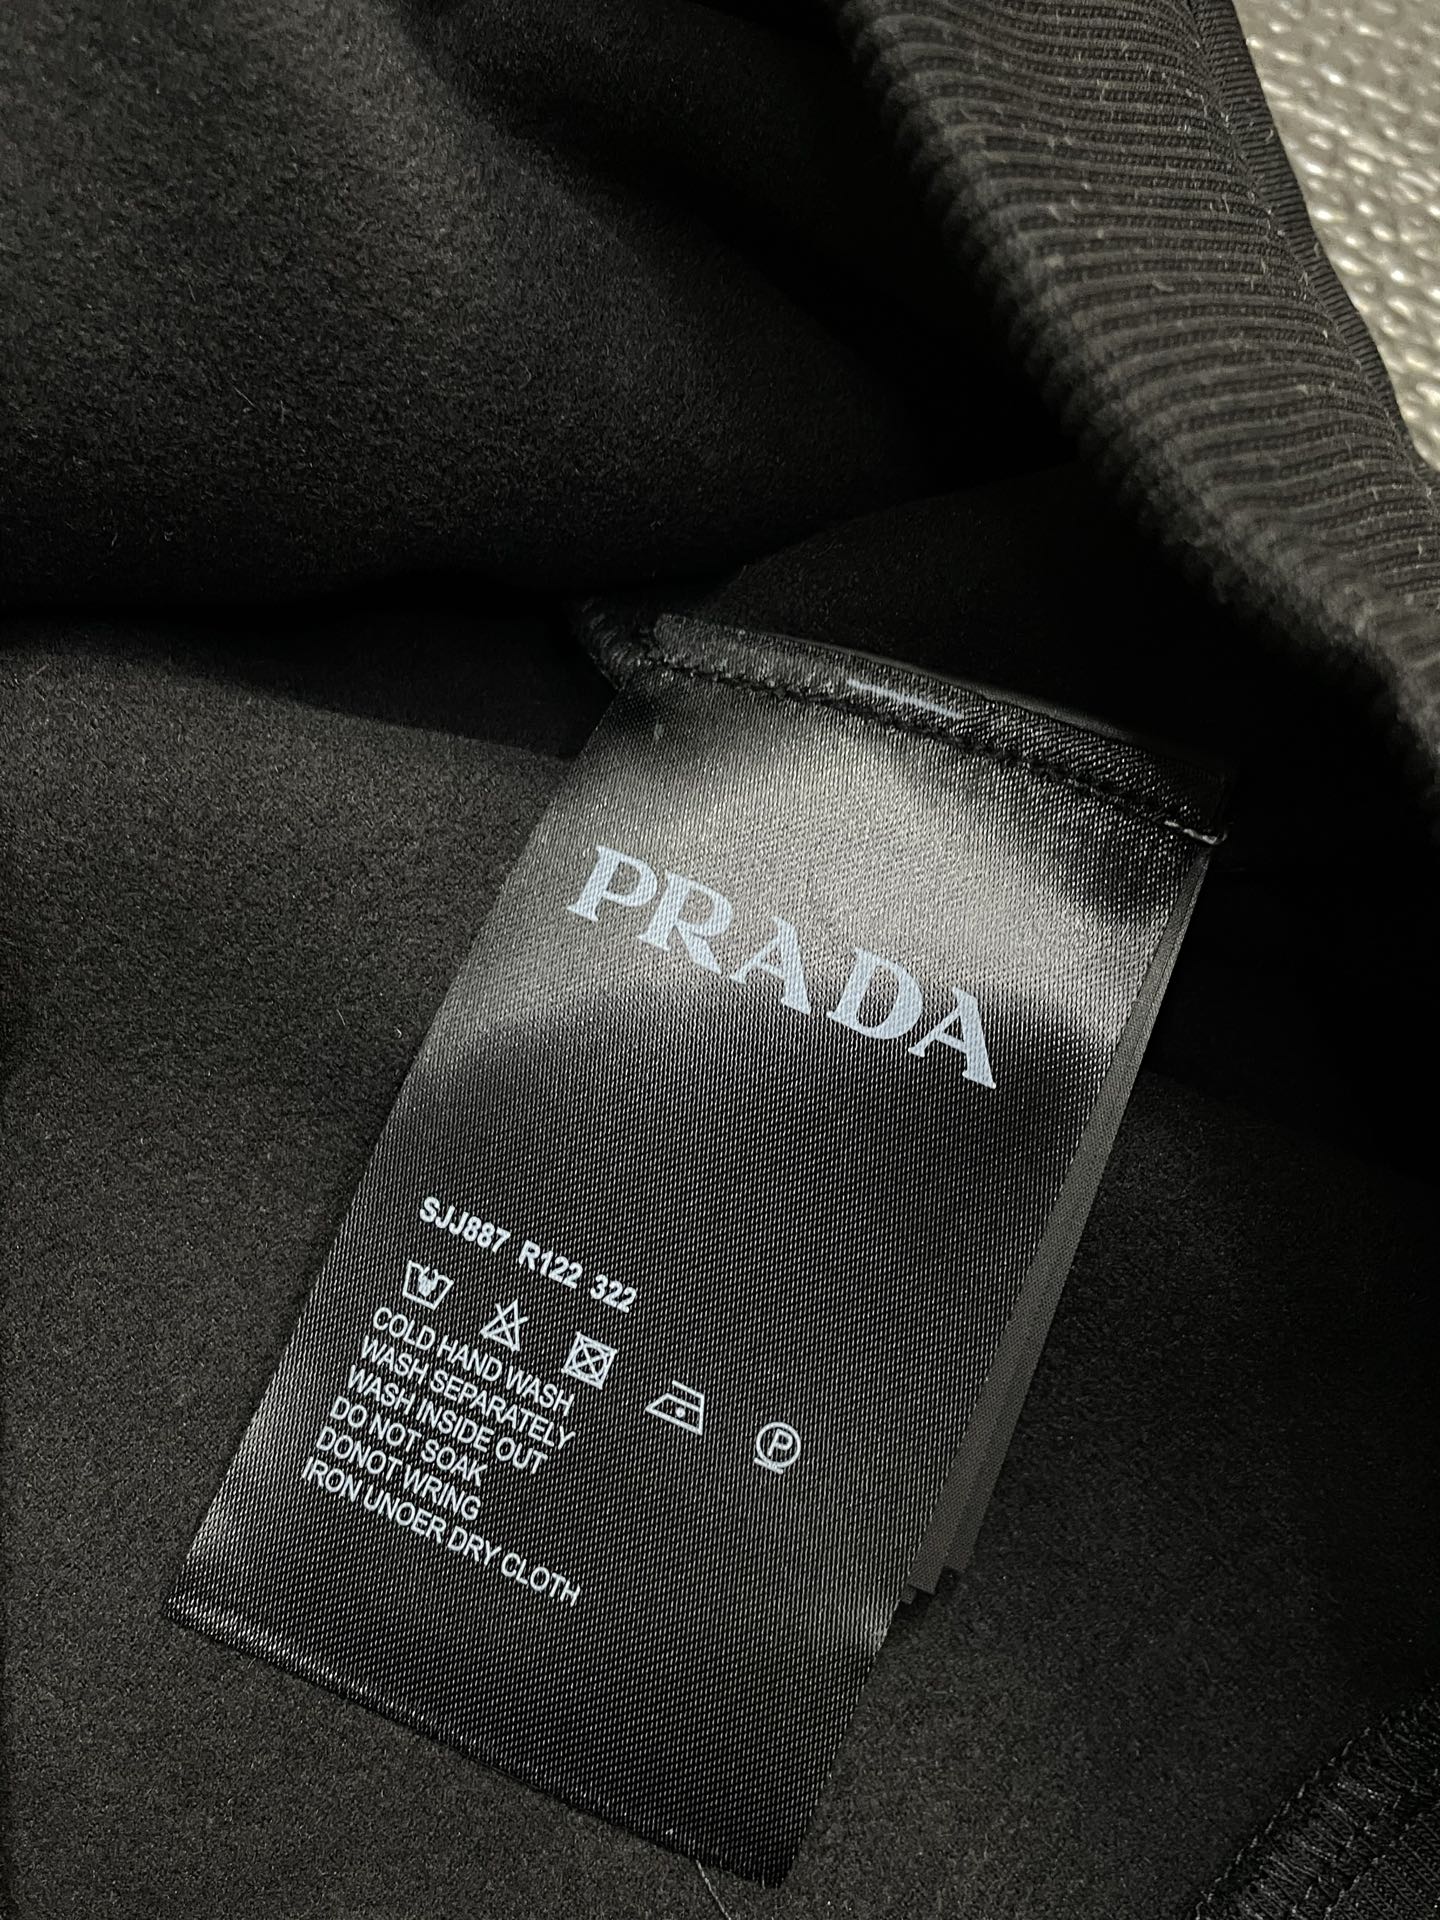 PRADA
SJJ887 R122 322
P
COLD HAND WASH
WASH SEPARATELY
WASH INSIDE OUT
DO NOT SOAK
DONOT WRING
IRON UNOER DRY CLOTH